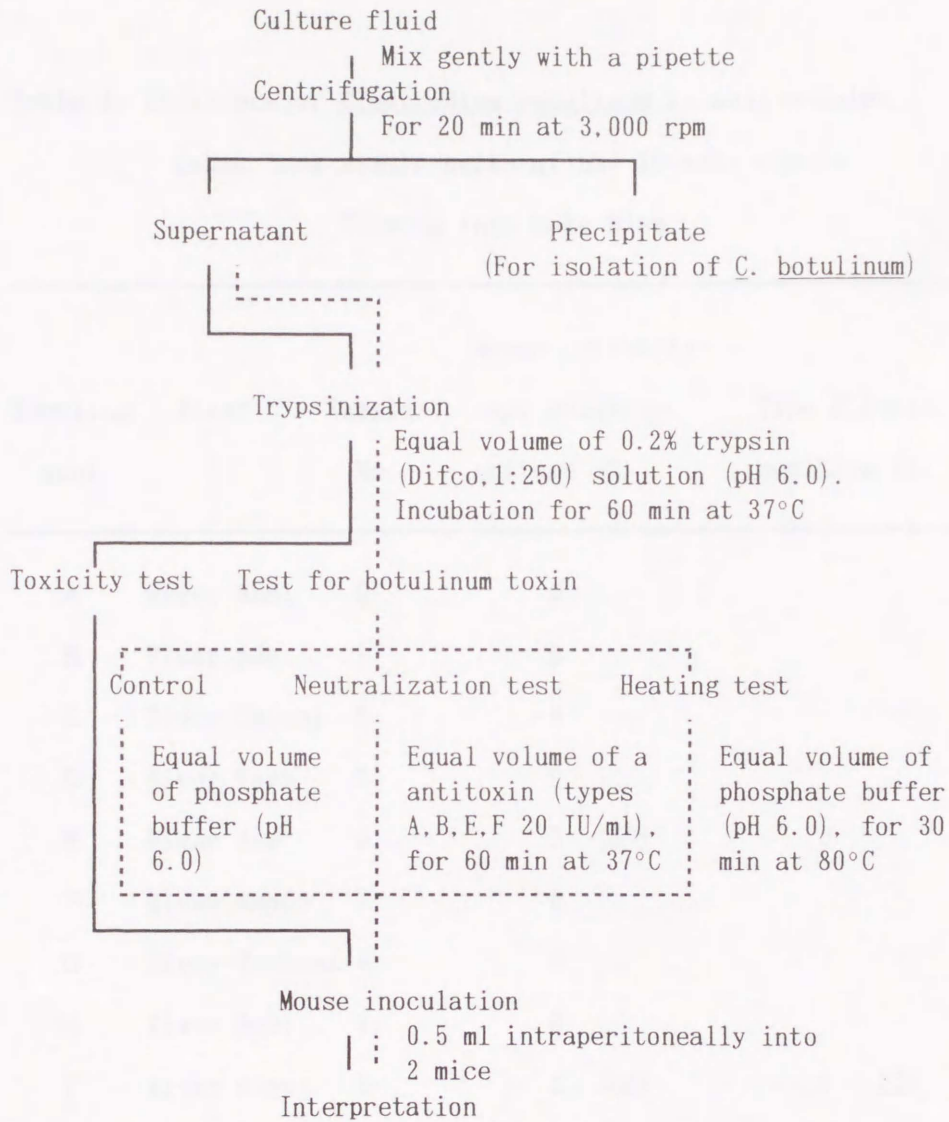 Culture fluid
Mix gently with a pipette
Centrifugation
For 20 min at 3,000 rpm
Supernatant
Precipitate
(For isolation of C. botulinum)
Trypsinization
Equal volume of 0.2% trypsin
(Difco,1:250) solution (pH 6.0).
Incubation for 60 min at 37°C
Toxicity test
Test for botulinum toxin
Control
Neutralization test
Heating test
Equal volume
of phosphate
buffer (pH
6.0)
Equal volume of a
antitoxin (types
A,B,E,F 20 IU/ml),
for 60 min at 37°C
Equal volume of
phosphate buffer
(pH 6.0), for 30
min at 80°C
Mouse inoculation
0.5 ml intraperitoneally into
2 mice
Interpretation